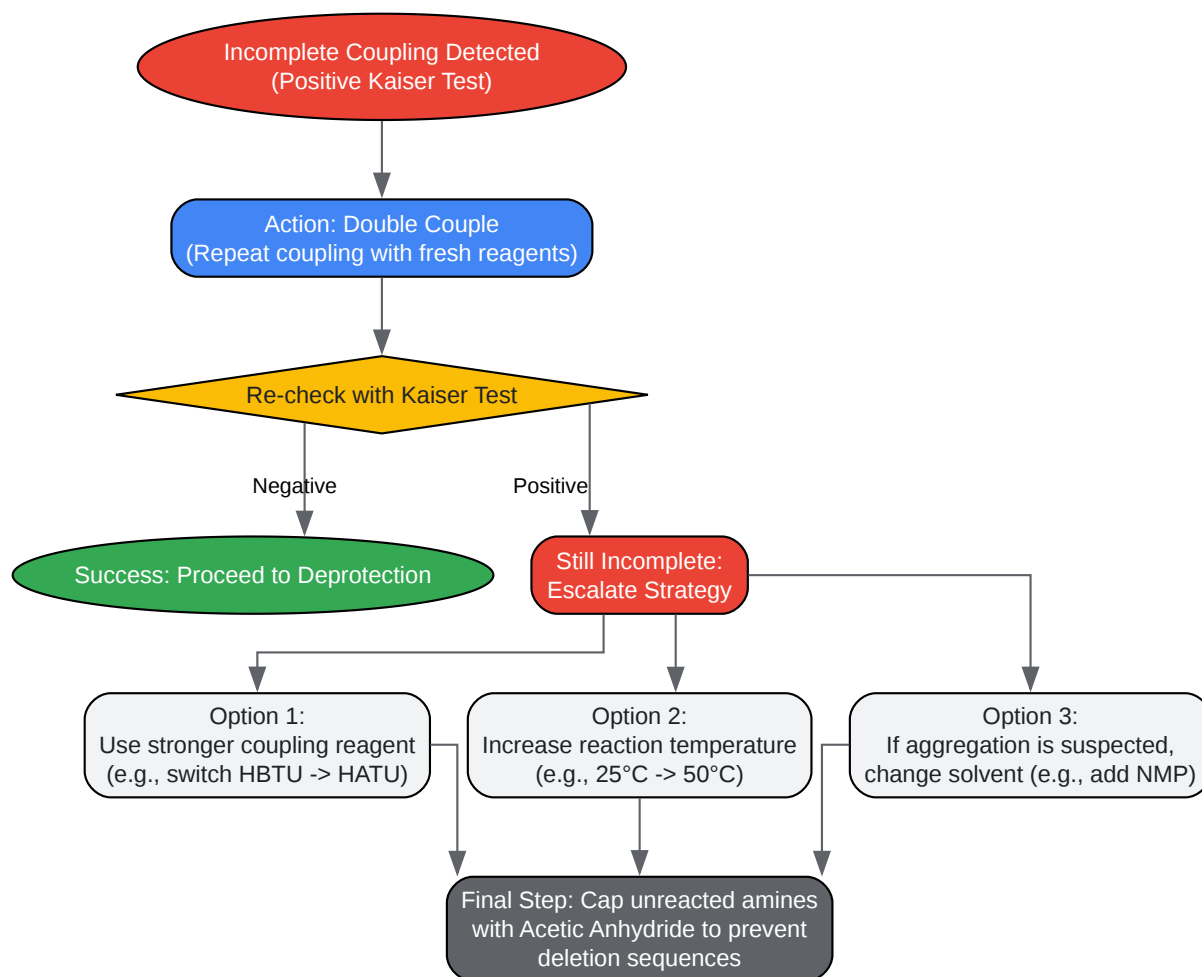 Incomplete Coupling Detected
(Positive Kaiser Test)
Action: Double Couple
(Repeat coupling with fresh reagents)
Re-check with Kaiser Test
Negative
Positive
Success: Proceed to Deprotection
Still Incomplete:
Escalate Strategy
Option 1:
Use stronger coupling reagent
(e.g., switch HBTU -> HATU)
Option 2:
Increase reaction temperature
(e.g., 25°C -> 50°C)
Option 3:
If aggregation is suspected,
change solvent (e.g., add NMP)
Final Step: Cap unreacted amines
with Acetic Anhydride to prevent
deletion sequences